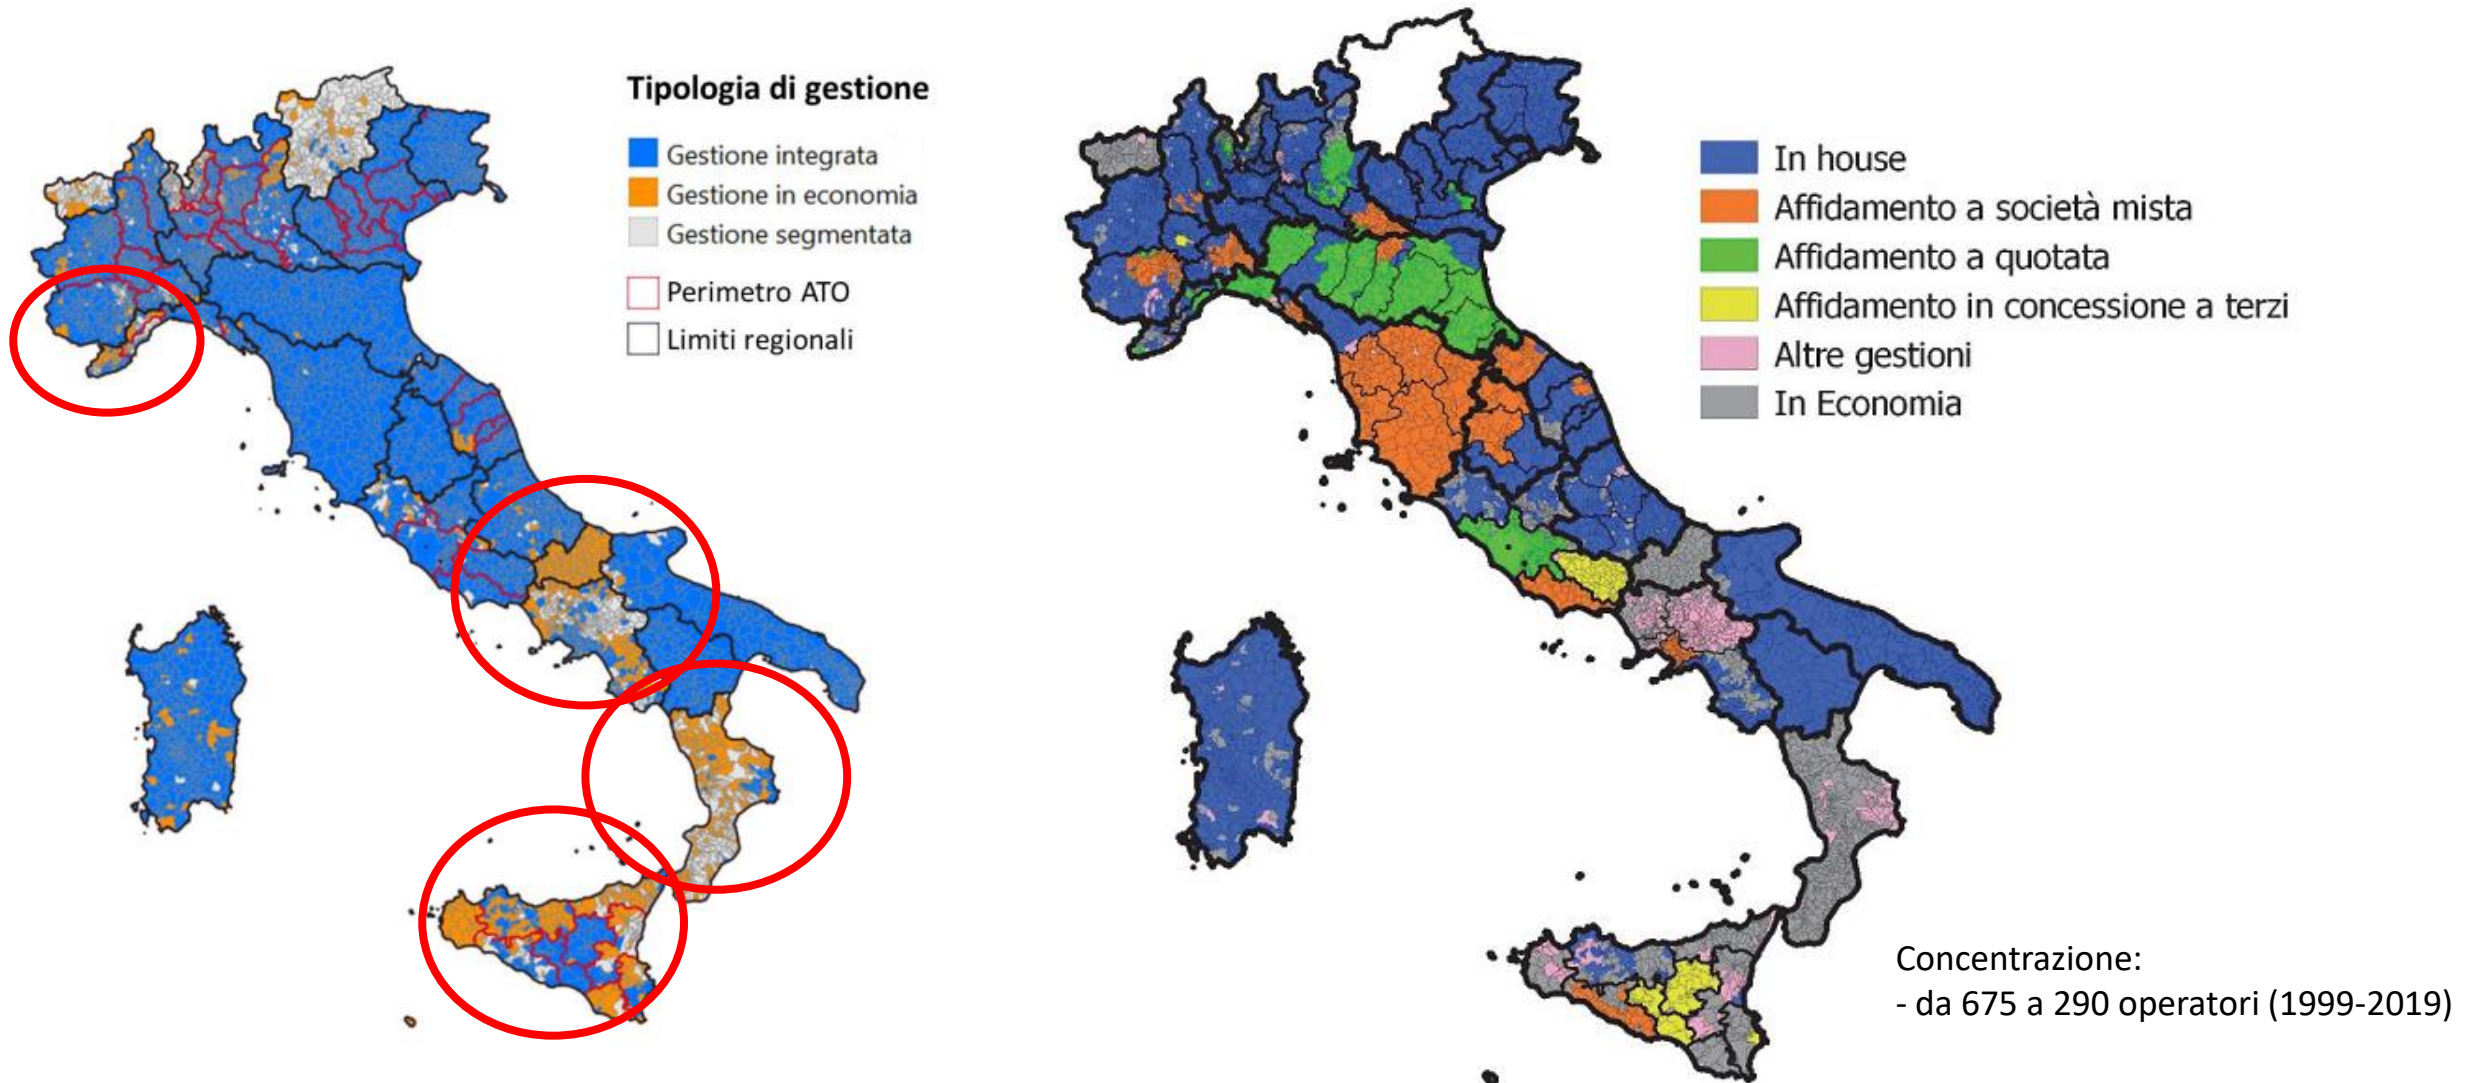 Tipologia di gestione
Gestione integrata
Gestione in economia
Gestione segmentata
Perimetro ATO
Limiti regionali
In house
Affidamento a società mista
Affidamento a quotata
Affidamento in concessione a terzi
Altre gestioni
In Economia
Concentrazione:
- da 675 a 290 operatori (1999-2019)